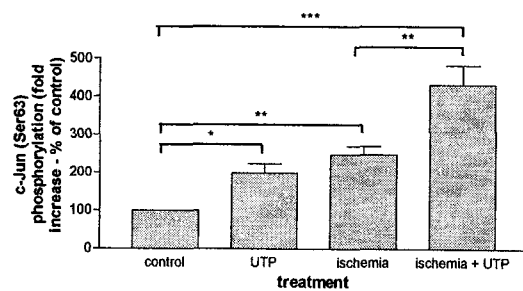 ***
500
**
400
300
**
*
200
100
0
c-Jun (Ser63)
phosphorylation (fold
increase - % of control)
control UTP ischemia ischemia + UTP
treatment